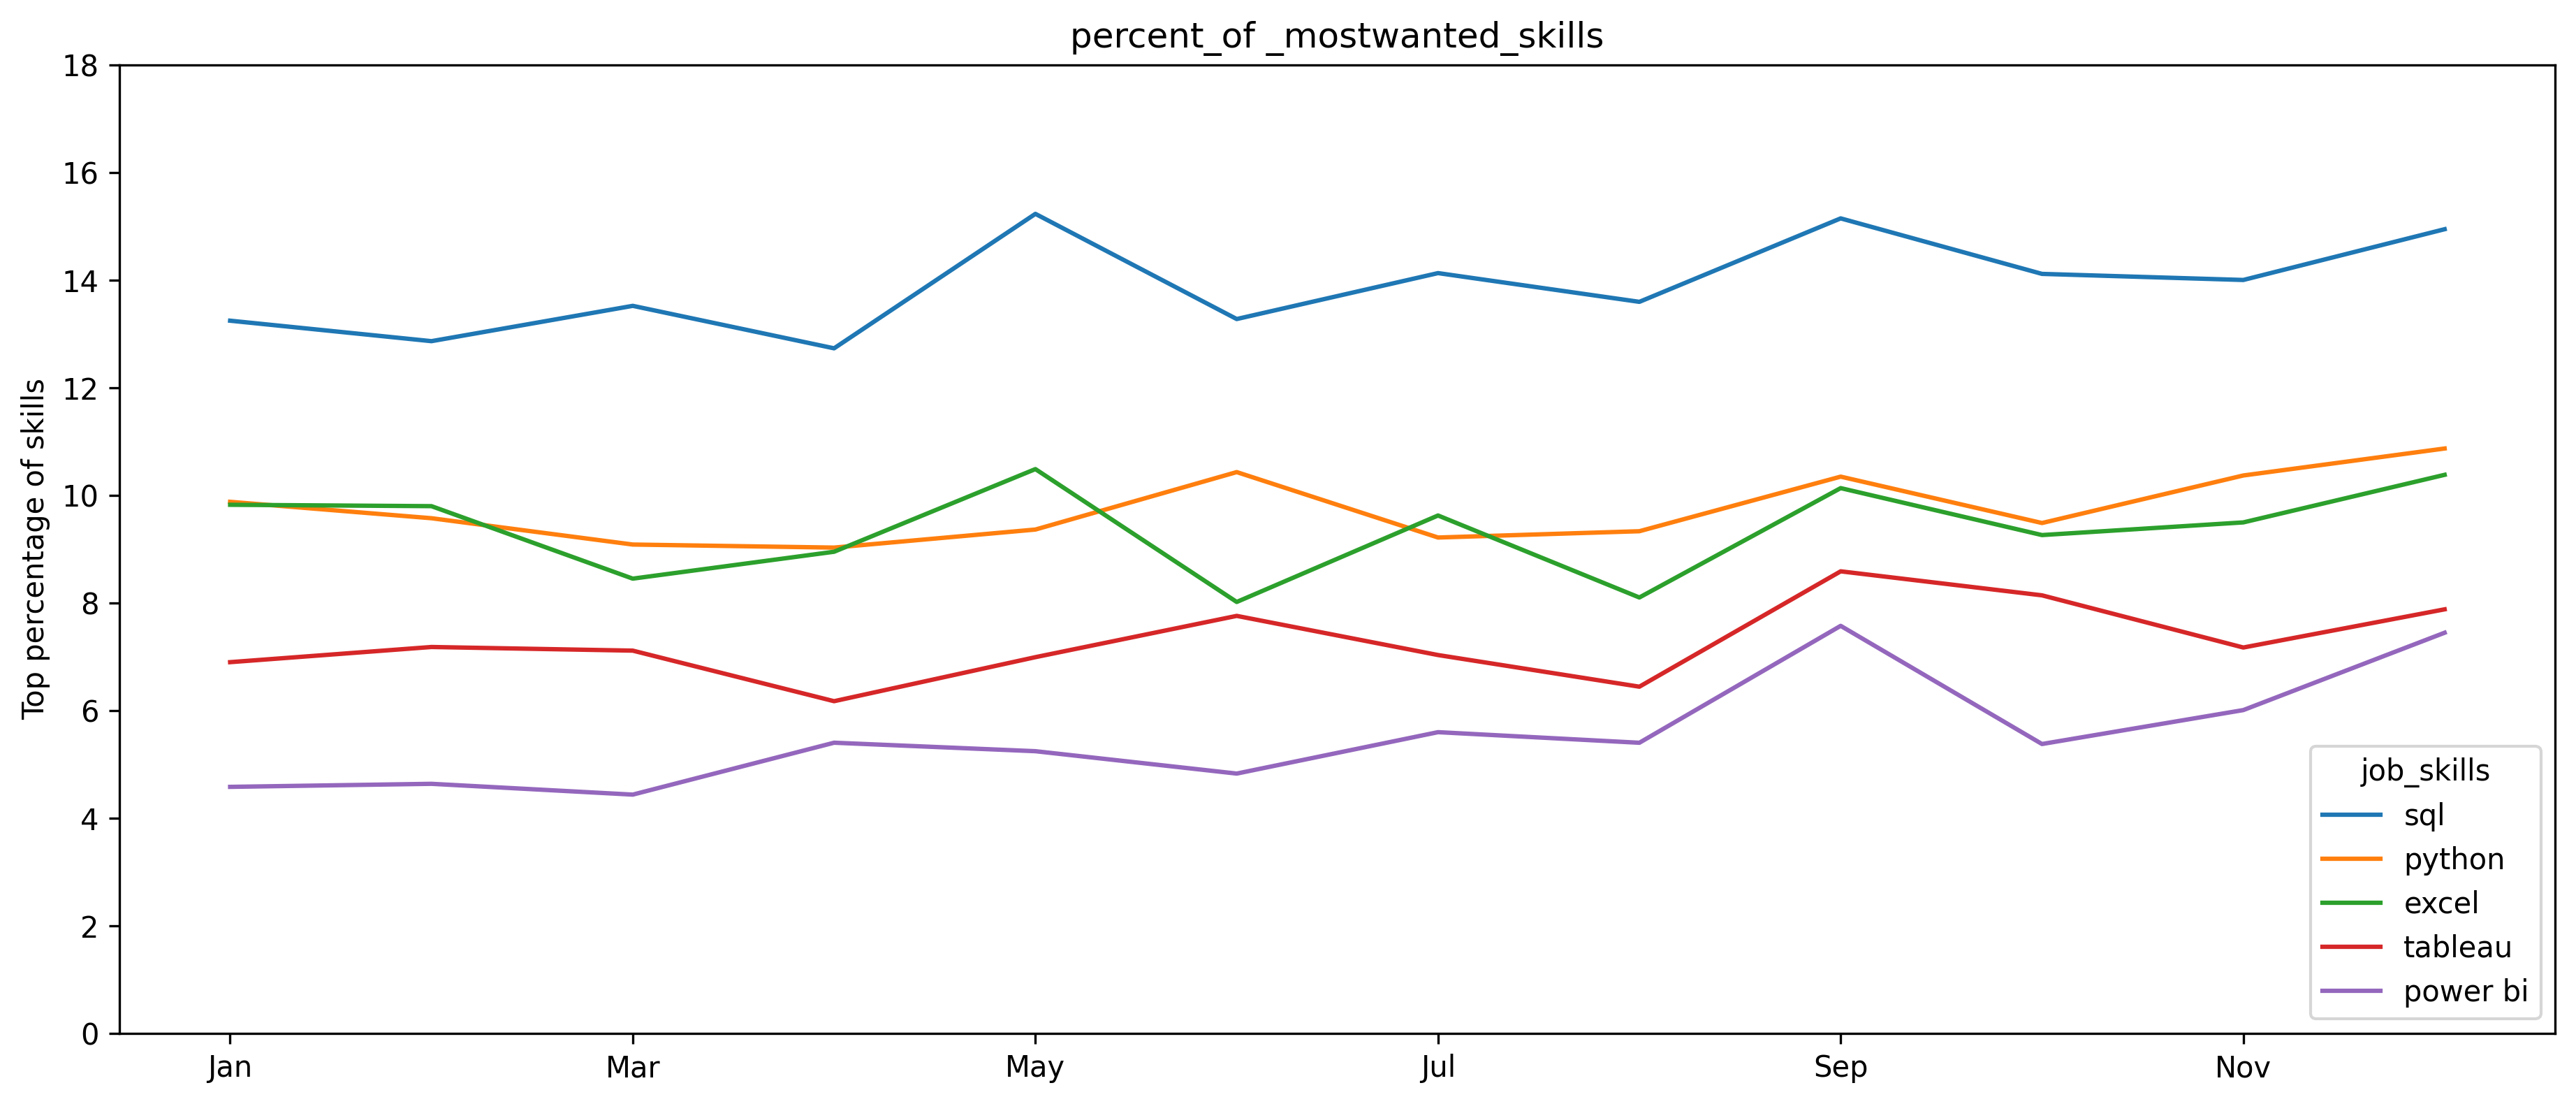 percent_of _mostwanted_skills
Top percentage of skills
18
16
14
12
10
8
6
4
2
0
Jan
Mar
May
Jul
Sep
Nov
job_skills
sql
python
excel
tableau
power bi